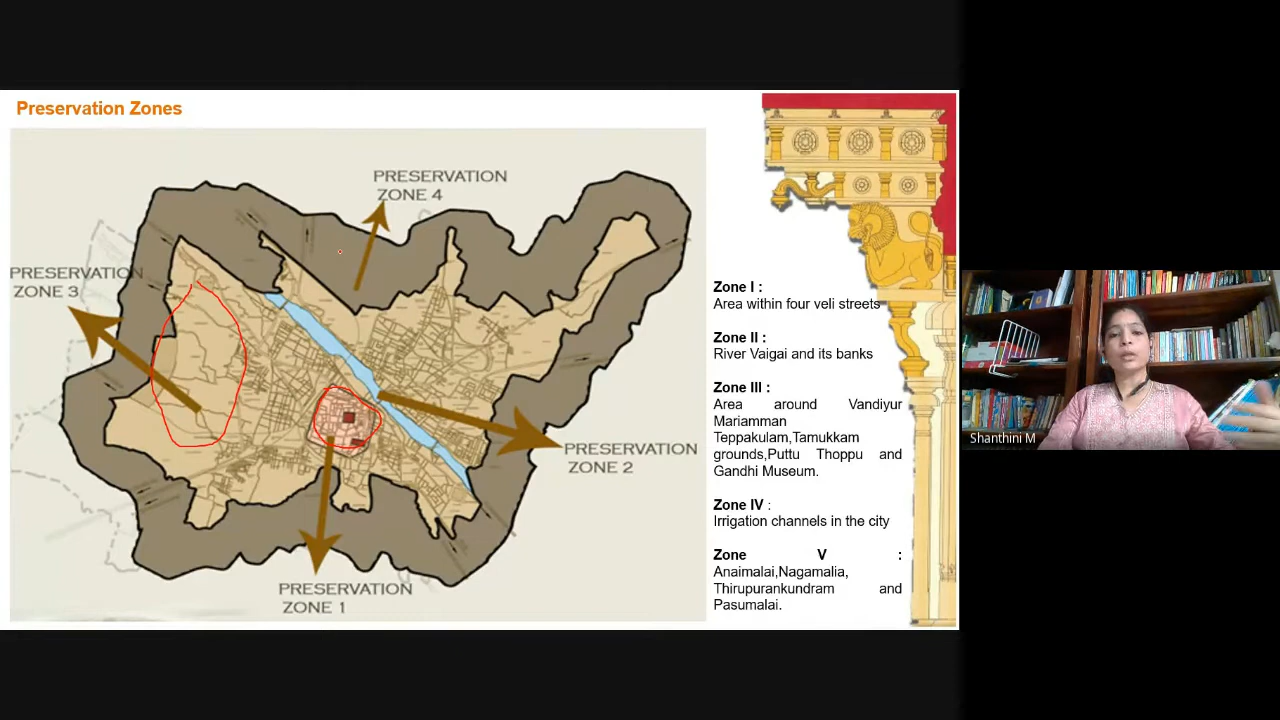 Preservation Zones
PRESERVATION
ZONE 4
PRESERVATION
ZONE 3
PRESERVATION
ZONE 2
PRESERVATION
ZONE 1
Zone I :
Area within four veli streets
Zone II :
River Vaigai and its banks
Zone III :
Area around Vandiyur
Mariamman
Teppakulam,Tamukkam
grounds,Puttu Thoppu and
Gandhi Museum.
Zone IV :
Irrigation channels in the city
Zone V :
Anaimalai,Nagamalia,
Thirupurankundram and
Pasumalai.
Shanthini M